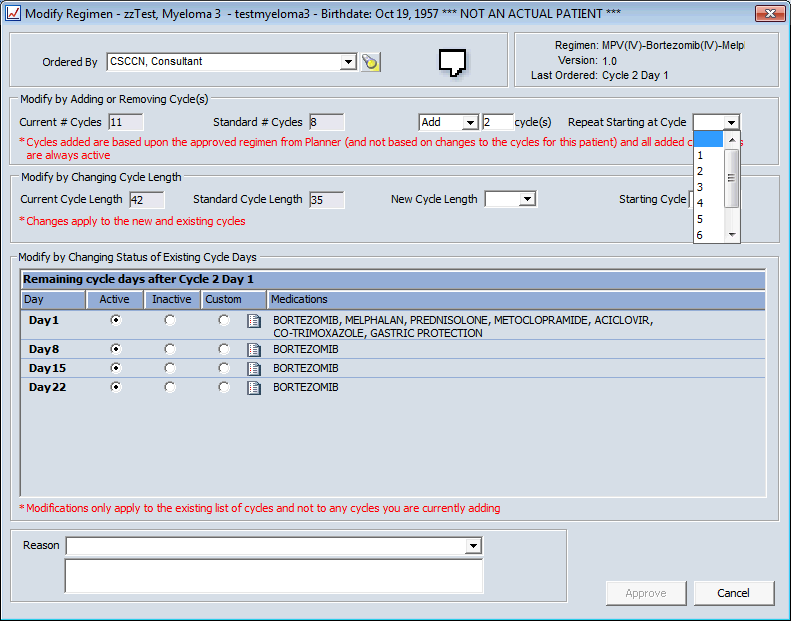 Modify Regimen - zzTest, Myeloma 3 - testmyeloma3 - Birthdate: Oct 19, 1957 *** NOT AN ACTUAL PATIENT ***
Ordered By CSCCN, Consultant
Regimen: MPV(IV)-Bortezomib(IV)-Melpl
Version: 1.0
Last Ordered: Cycle 2 Day 1
Modify by Adding or Removing Cycle(s)
Current # Cycles 11 Standard # Cycles 8 Add 2 cycle(s) Repeat Starting at Cycle
*Cycles added are based upon the approved regimen from Planner (and not based on changes to the cycles for this patient) and all added c s
are always active
1
2
3
4
5
6
Modify by Changing Cycle Length
Current Cycle Length 42 Standard Cycle Length 35 New Cycle Length Starting Cycle
*Changes apply to the new and existing cycles
Modify by Changing Status of Existing Cycle Days
Remaining cycle days after Cycle 2 Day 1
Day Active Inactive Custom Medications
Day1 BORTEZOMIB, MELPHALAN, PREDNISOLONE, METOCLOPRAMIDE, ACICLOVIR,
CO-TRIMOXAZOLE, GASTRIC PROTECTION
Day8 BORTEZOMIB
Day15 BORTEZOMIB
Day22 BORTEZOMIB
*Modifications only apply to the existing list of cycles and not to any cycles you are currently adding
Reason
Approve Cancel